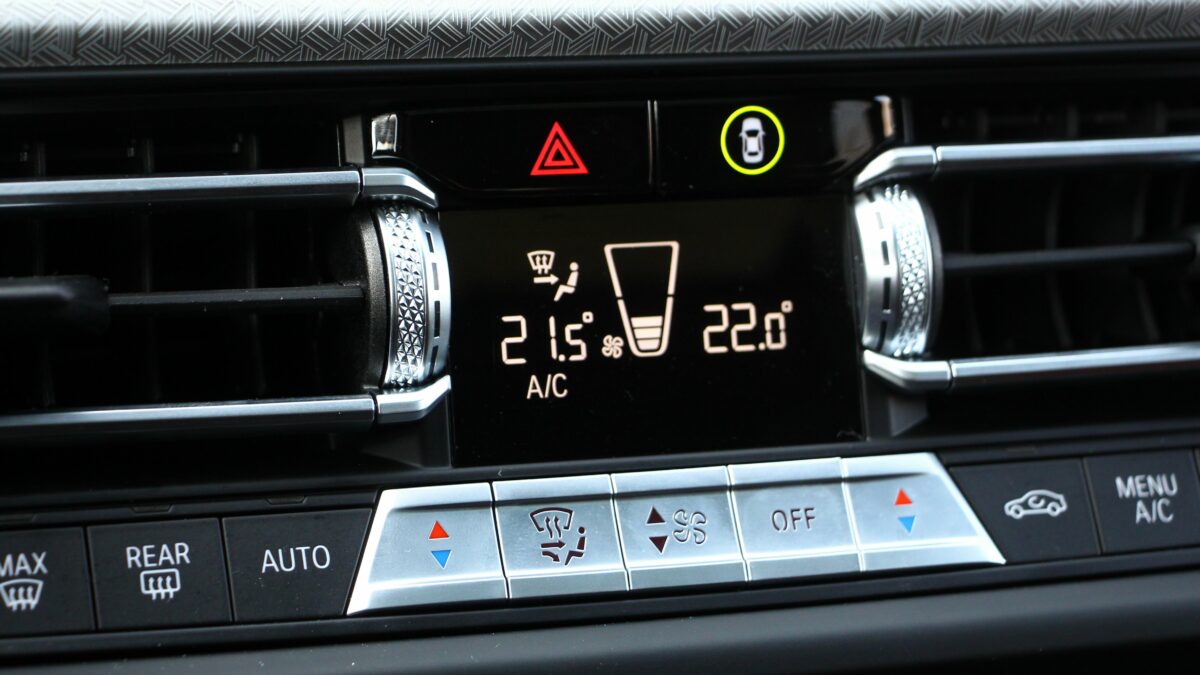 21.5°
22.0°
A/C
MAX
REAR
AUTO
OFF
MENU
A/C